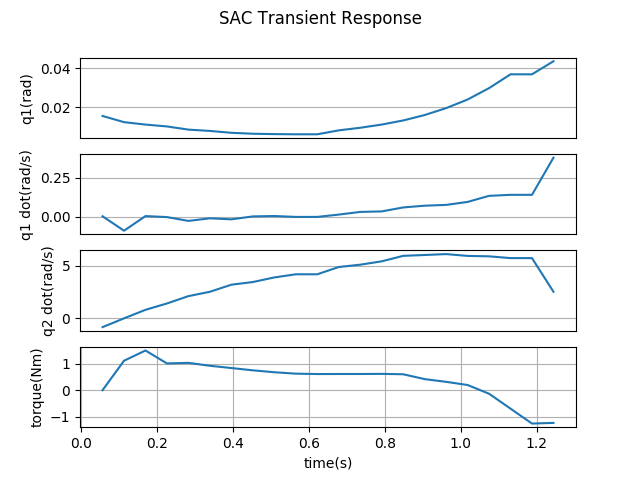 SAC Transient Response
q1(rad)
0.04
0.02
q1 dot(rad/s)
0.25
0.00
q2 dot(rad/s)
5
0
torque(Nm)
1
0
−1
0.0 0.2 0.4 0.6 0.8 1.0 1.2
time(s)